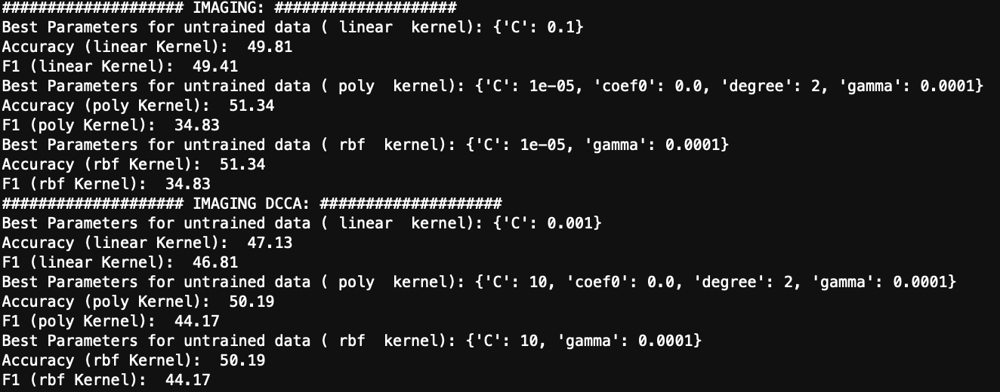 #################### IMAGING: ####################
Best Parameters for untrained data ( linear  kernel): {'C': 0.1}
Accuracy (linear Kernel):  49.81
F1 (linear Kernel):  49.41
Best Parameters for untrained data ( poly  kernel): {'C': 1e-05, 'coef0': 0.0, 'degree': 2, 'gamma': 0.0001}
Accuracy (poly Kernel):  51.34
F1 (poly Kernel):  34.83
Best Parameters for untrained data ( rbf  kernel): {'C': 1e-05, 'gamma': 0.0001}
Accuracy (rbf Kernel):  51.34
F1 (rbf Kernel):  34.83
#################### IMAGING DCCA: ####################
Best Parameters for untrained data ( linear  kernel): {'C': 0.001}
Accuracy (linear Kernel):  47.13
F1 (linear Kernel):  46.81
Best Parameters for untrained data ( poly  kernel): {'C': 10, 'coef0': 0.0, 'degree': 2, 'gamma': 0.0001}
Accuracy (poly Kernel):  50.19
F1 (poly Kernel):  44.17
Best Parameters for untrained data ( rbf  kernel): {'C': 10, 'gamma': 0.0001}
Accuracy (rbf Kernel):  50.19
F1 (rbf Kernel):  44.17